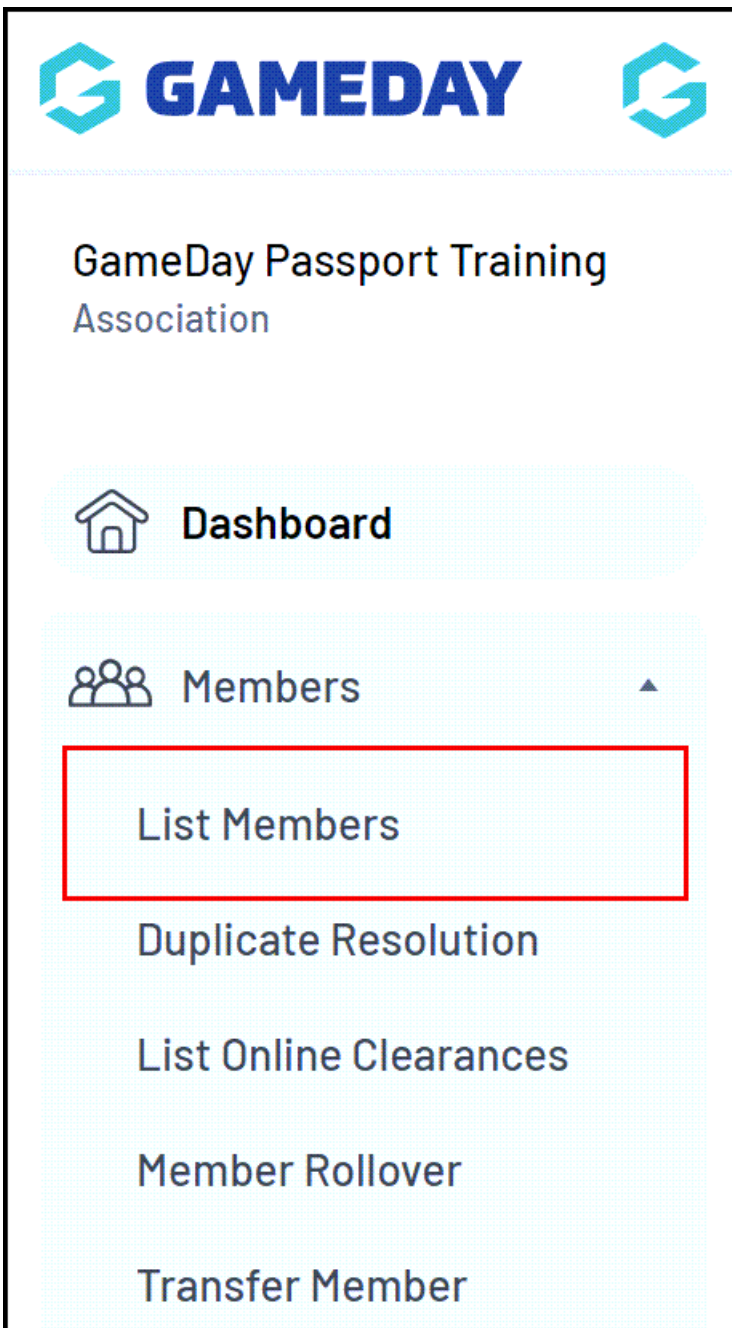 GAMEDAY
GameDay Passport Training
Association
Dashboard
Members
List Members
Duplicate Resolution
List Online Clearances
Member Rollover
Transfer Member